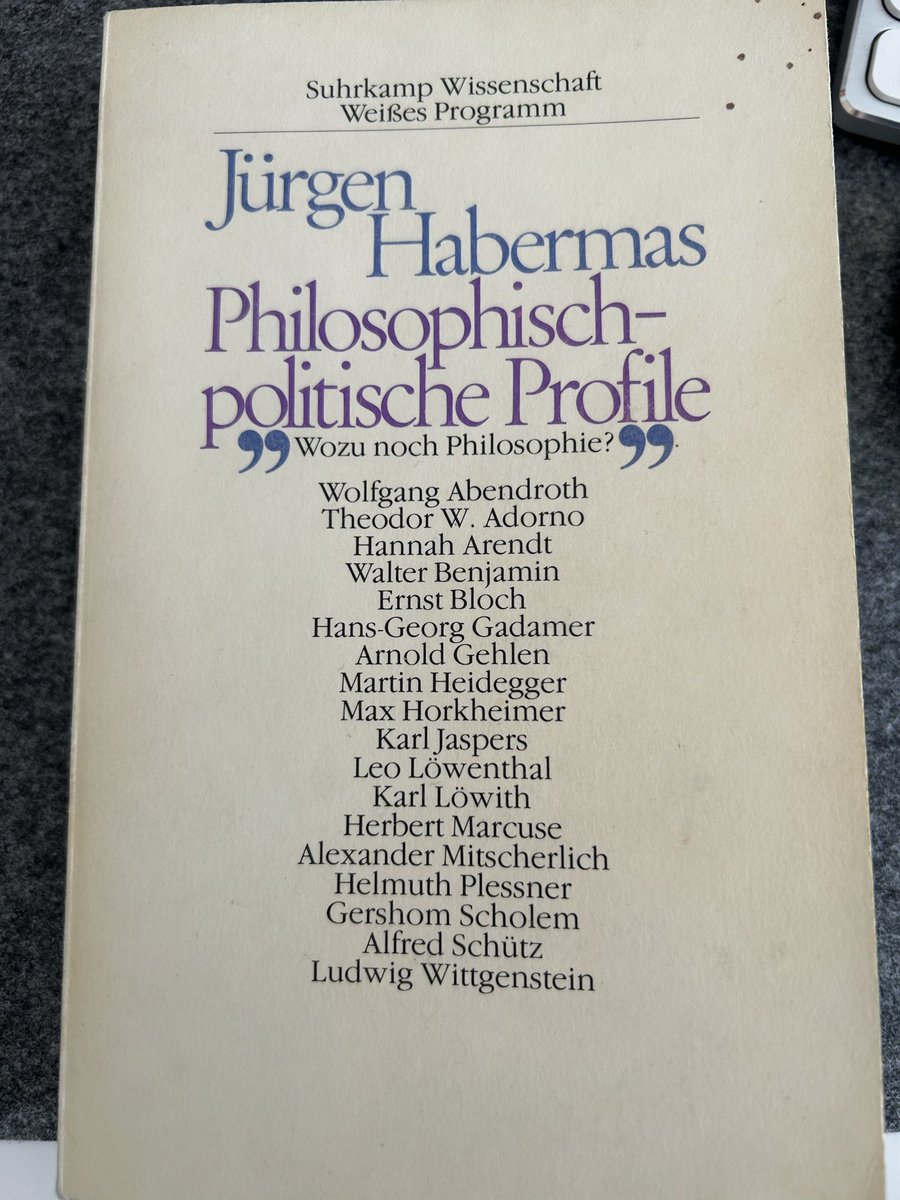 Suhrkamp Wissenschaft
Weißes Programm
Jürgen
Habermas
Philosophisch-
politische Profile
”Wozu noch Philosophie?”
Wolfgang Abendroth
Theodor W. Adorno
Hannah Arendt
Walter Benjamin
Ernst Bloch
Hans-Georg Gadamer
Arnold Gehlen
Martin Heidegger
Max Horkheimer
Karl Jaspers
Leo Löwenthal
Karl Löwith
Herbert Marcuse
Alexander Mitscherlich
Helmuth Plessner
Gershom Scholem
Alfred Schütz
Ludwig Wittgenstein